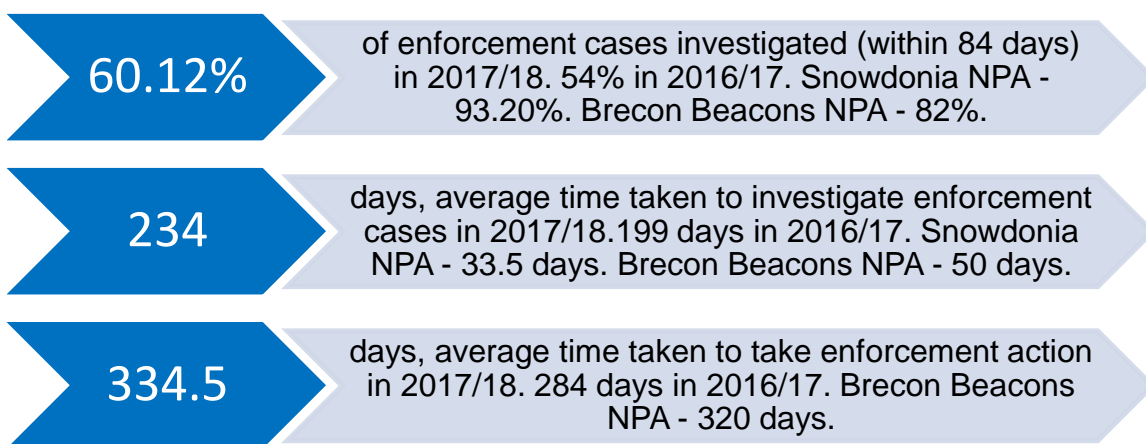 60.12%
of enforcement cases investigated (within 84 days)
in 2017/18. 54% in 2016/17. Snowdonia NPA -
93.20%. Brecon Beacons NPA - 82%.
234
days, average time taken to investigate enforcement
cases in 2017/18.199 days in 2016/17. Snowdonia
NPA - 33.5 days. Brecon Beacons NPA - 50 days.
334.5
days, average time taken to take enforcement action
in 2017/18. 284 days in 2016/17. Brecon Beacons
NPA - 320 days.